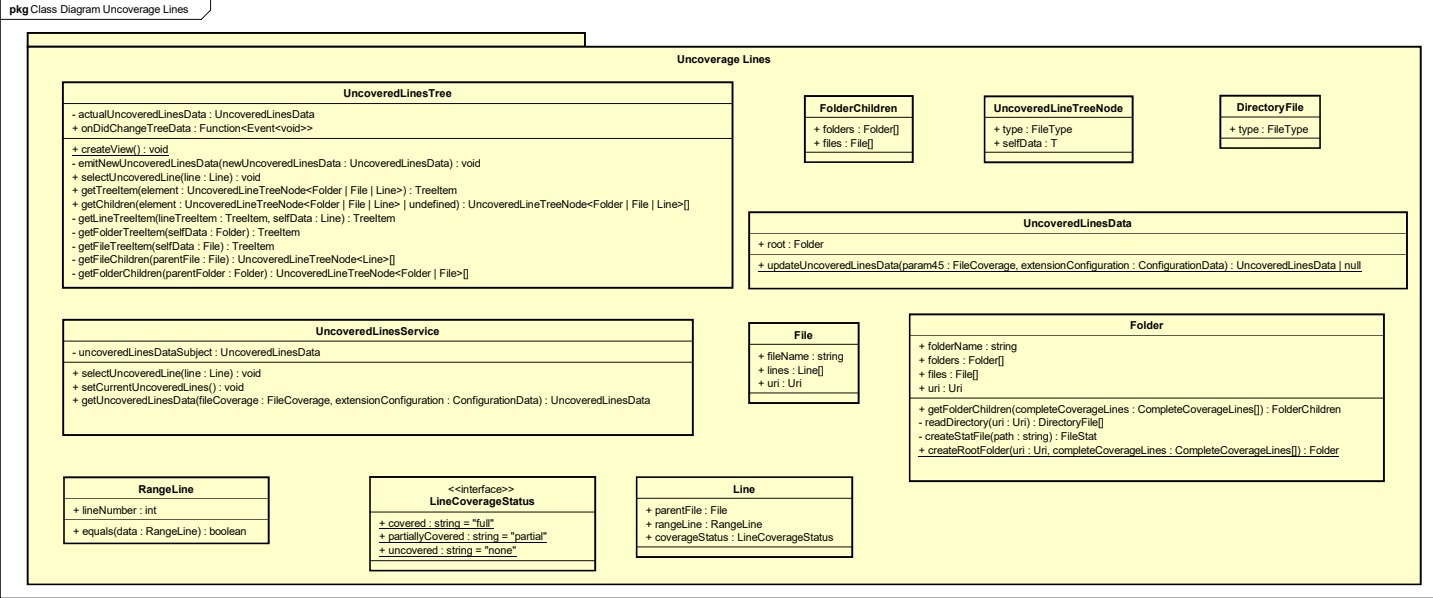 pkg Class Diagram Uncoverage Lines
Uncoverage Lines
UncoveredLinesTree
- actualUncoveredLinesData : UncoveredLinesData
+ onDidChangeTreeData : Function<Event<void>>
+ createView() : void
- emitNewUncoveredLinesData(newUncoveredLinesData : UncoveredLinesData) : void
+ selectUncoveredLine(line : Line) : void
+ getTreeItem(element : UncoveredLineTreeNode<Folder | File | Line>) : TreeItem
+ getChildren(element : UncoveredLineTreeNode<Folder | File | Line> | undefined) : UncoveredLineTreeNode<Folder | File | Line>[]
- getLineTreeItem(lineTreeItem : TreeItem, selfData : Line) : TreeItem
- getFolderTreeItem(selfData : Folder) : TreeItem
- getFileTreeItem(selfData : File) : TreeItem
- getFileChildren(parentFile : File) : UncoveredLineTreeNode<Line>[]
- getFolderChildren(parentFolder : Folder) : UncoveredLineTreeNode<Folder | File>[]
FolderChildren
+ folders : Folder[]
+ files : File[]
UncoveredLineTreeNode
+ type : FileType
+ selfData : T
DirectoryFile
+ type : FileType
UncoveredLinesData
+ root : Folder
+ updateUncoveredLinesData(param45 : FileCoverage, extensionConfiguration : ConfigurationData) : UncoveredLinesData | null
UncoveredLinesService
- uncoveredLinesDataSubject : UncoveredLinesData
+ selectUncoveredLine(line : Line) : void
+ setCurrentUncoveredLines() : void
+ getUncoveredLinesData(fileCoverage : FileCoverage, extensionConfiguration : ConfigurationData) : UncoveredLinesData
File
+ fileName : string
+ lines : Line[]
+ uri : Uri
Folder
+ folderName : string
+ folders : Folder[]
+ files : File[]
+ uri : Uri
+ getFolderChildren(completeCoverageLines : CompleteCoverageLines[]) : FolderChildren
- readDirectory(uri : Uri) : DirectoryFile[]
- createStatFile(path : string) : FileStat
+ createRootFolder(uri : Uri, completeCoverageLines : CompleteCoverageLines[]) : Folder
RangeLine
+ lineNumber : int
+ equals(data : RangeLine) : boolean
<<interface>>
LineCoverageStatus
+ covered : string = "full"
+ partiallyCovered : string = "partial"
+ uncovered : string = "none"
Line
+ parentFile : File
+ rangeLine : RangeLine
+ coverageStatus : LineCoverageStatus